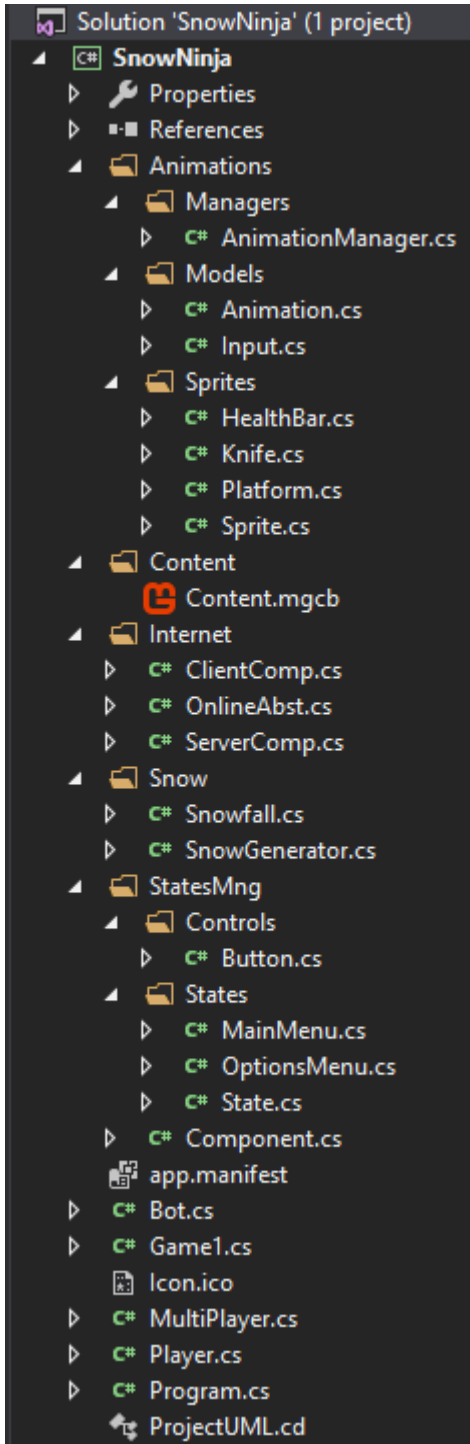 Solution 'SnowNinja' (1 project)
C# SnowNinja
Properties
References
Animations
Managers
C# AnimationManager.cs
Models
C# Animation.cs
C# Input.cs
Sprites
C# HealthBar.cs
C# Knife.cs
C# Platform.cs
C# Sprite.cs
Content
Content.mgcb
Internet
C# ClientComp.cs
C# OnlineAbst.cs
C# ServerComp.cs
Snow
C# Snowfall.cs
C# SnowGenerator.cs
StatesMng
Controls
C# Button.cs
States
C# MainMenu.cs
C# OptionsMenu.cs
C# State.cs
C# Component.cs
app.manifest
C# Bot.cs
C# Game1.cs
Icon.ico
C# MultiPlayer.cs
C# Player.cs
C# Program.cs
ProjectUML.cd